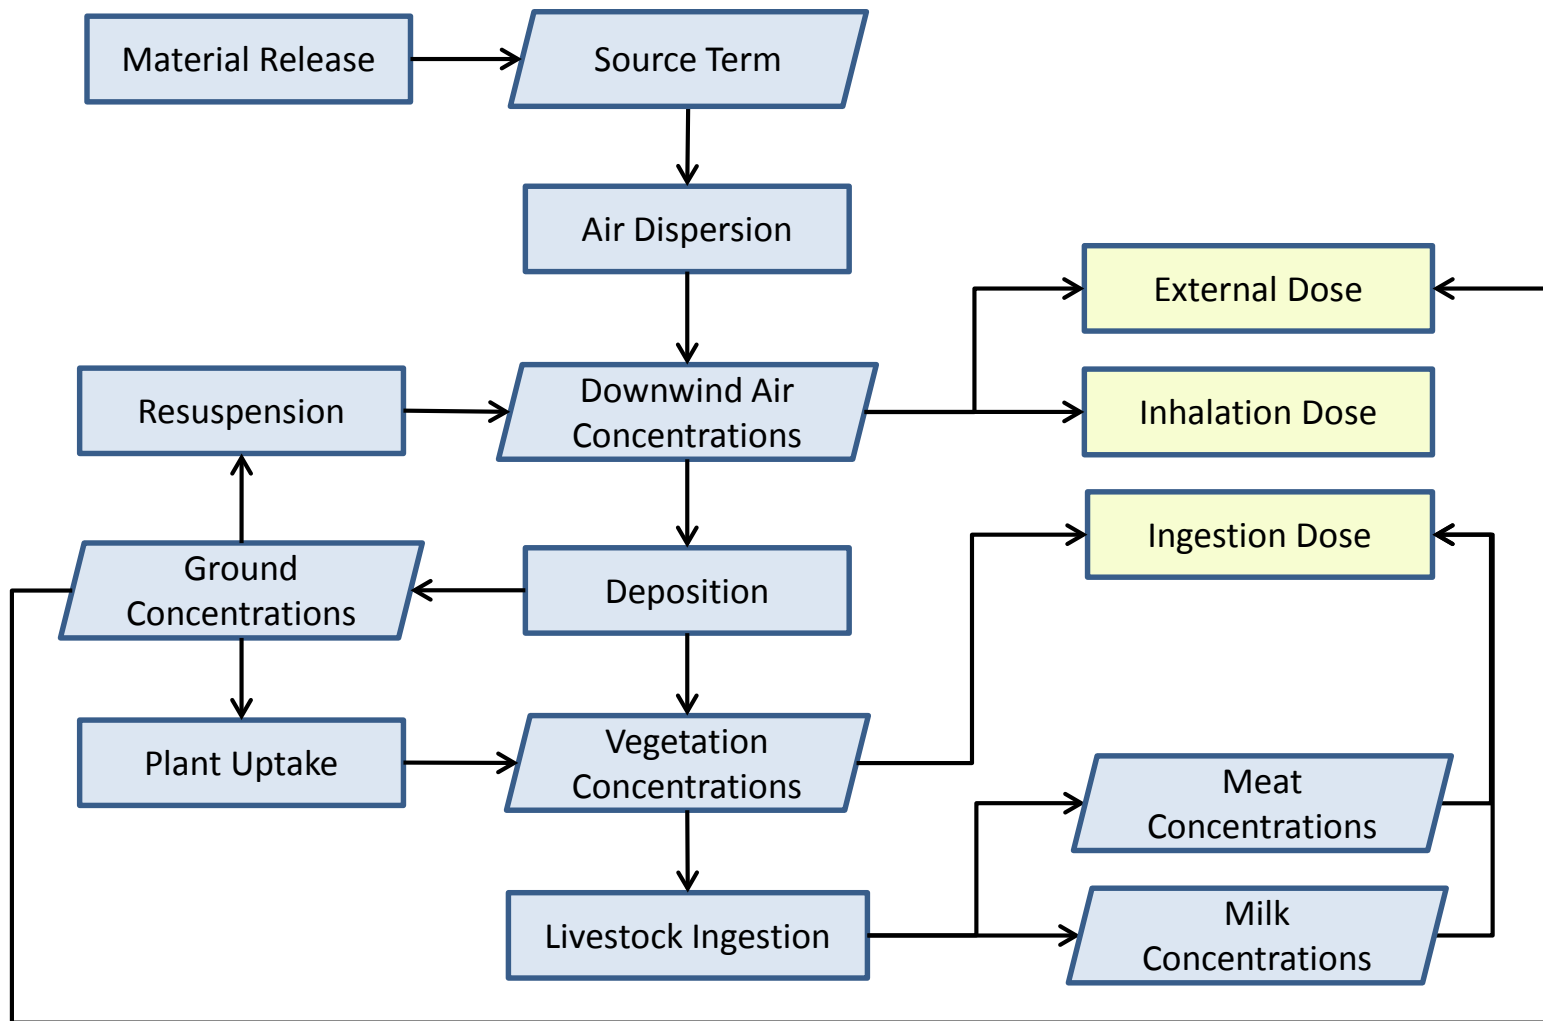 Material Release
Source Term
Air Dispersion
External Dose
Resuspension
Downwind Air
Concentrations
Inhalation Dose
Ground
Concentrations
Deposition
Ingestion Dose
Plant Uptake
Vegetation
Concentrations
Meat
Concentrations
Livestock Ingestion
Milk
Concentrations